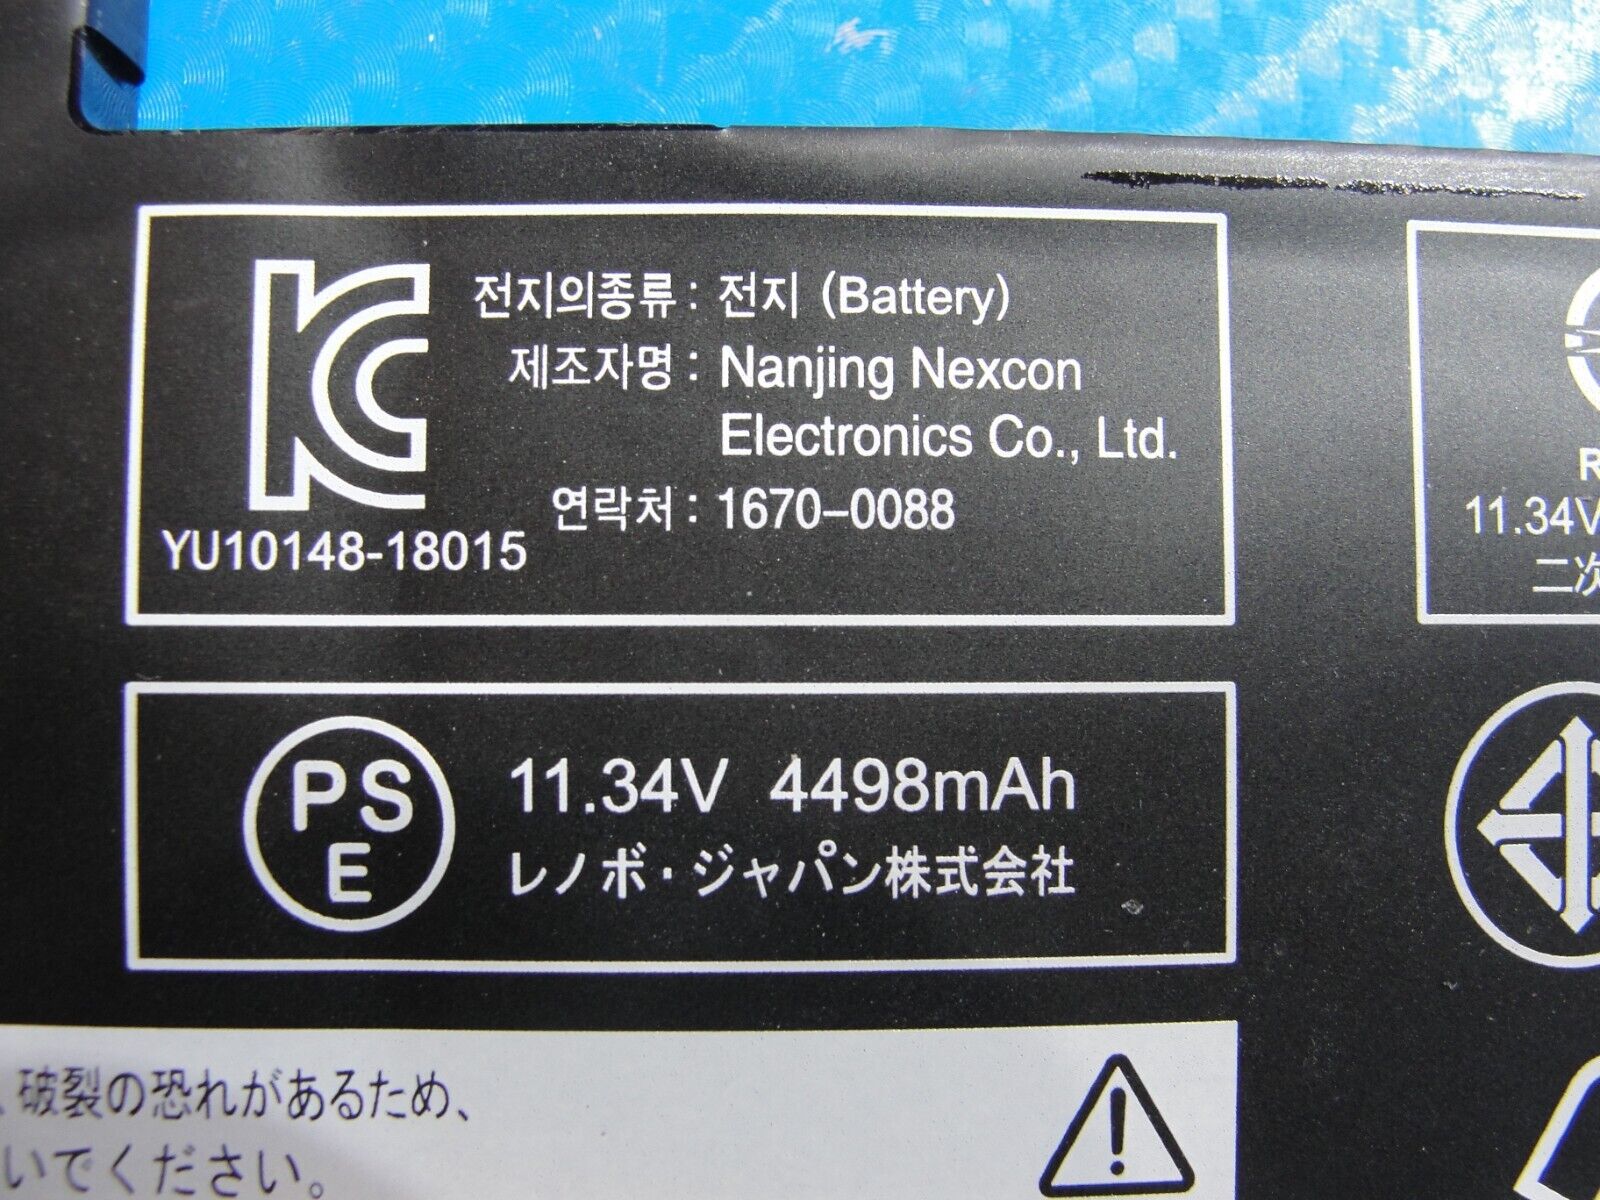 전지의종류: 전지 (Battery)
제조자명: Nanjing Nexcon
Electronics Co., Ltd.
연락처: 1670-0088
YU10148-18015
R
11.34V
二次
PS
E
11.34V 4498mAh
レノボ・ジャパン株式会社
、破裂の恐れがあるため、
いでください。